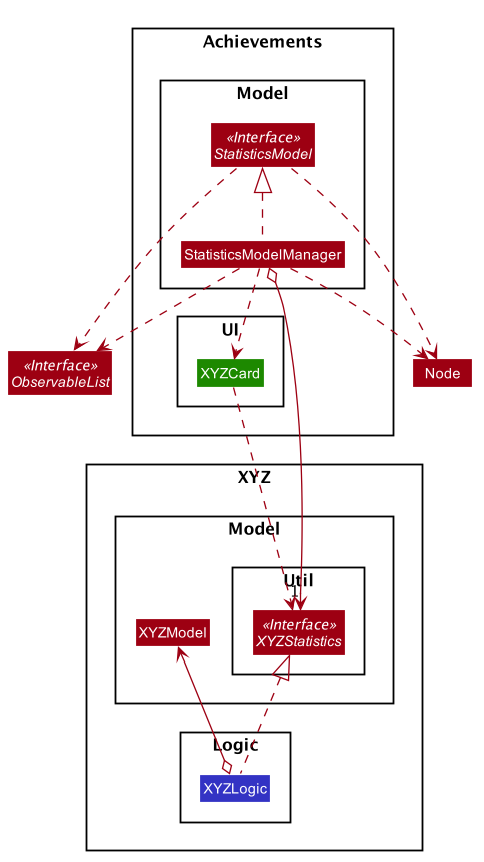 Achievements
Model
«Interface»
StatisticsModel
StatisticsModelManager
UI
«Interface»
ObservableList
XYZCard
Node
XYZ
Model
Util
1
«Interface»
XYZStatistics
XYZModel
Logic
XYZLogic